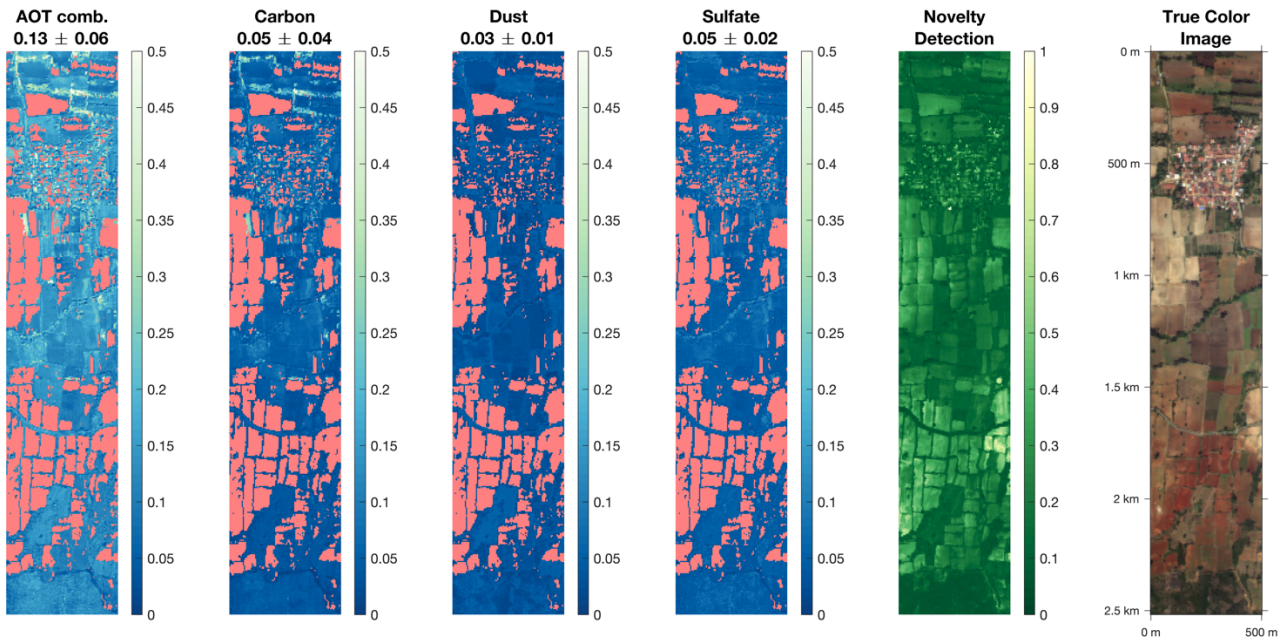 AOT comb.
0.13 ± 0.06
Carbon
0.05 ± 0.04
Dust
0.03 ± 0.01
Sulfate
0.05 ± 0.02
Novelty
Detection
True Color
Image
0.5
0.45
0.4
0.35
0.3
0.25
0.2
0.15
0.1
0.05
0
0.5
0.45
0.4
0.35
0.3
0.25
0.2
0.15
0.1
0.05
0
0.5
0.45
0.4
0.35
0.3
0.25
0.2
0.15
0.1
0.05
0
0.5
0.45
0.4
0.35
0.3
0.25
0.2
0.15
0.1
0.05
0
1
0.9
0.8
0.7
0.6
0.5
0.4
0.3
0.2
0.1
0
0 m
500 m
1 km
1.5 km
2 km
2.5 km
0 m
500 m